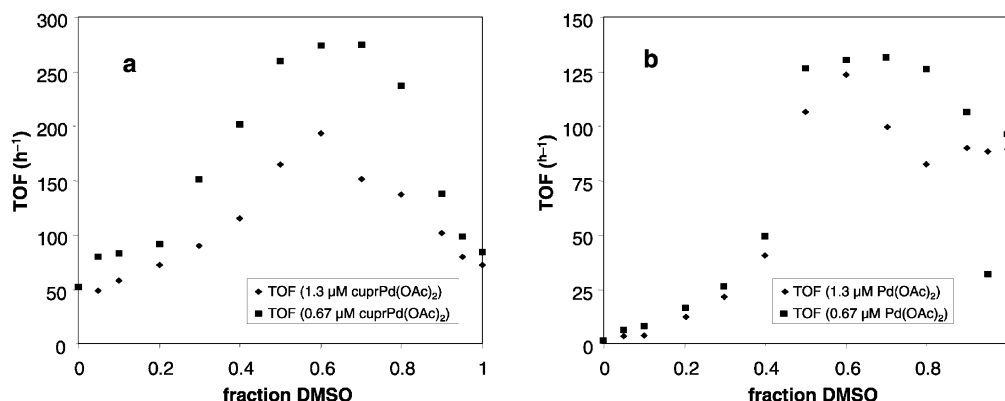 a
300
250
200
150
100
50
0
TOF (h⁻¹)
0 0.2 0.4 0.6 0.8 1
fraction DMSO
TOF (1.3 µM cuprPd(OAc)₂)
TOF (0.67 µM cuprPd(OAc)₂)
b
150
125
100
75
50
25
0
TOF (h⁻¹)
0 0.2 0.4 0.6 0.8
fraction DMSO
TOF (1.3 µM Pd(OAc)₂)
TOF (0.67 µM Pd(OAc)₂)